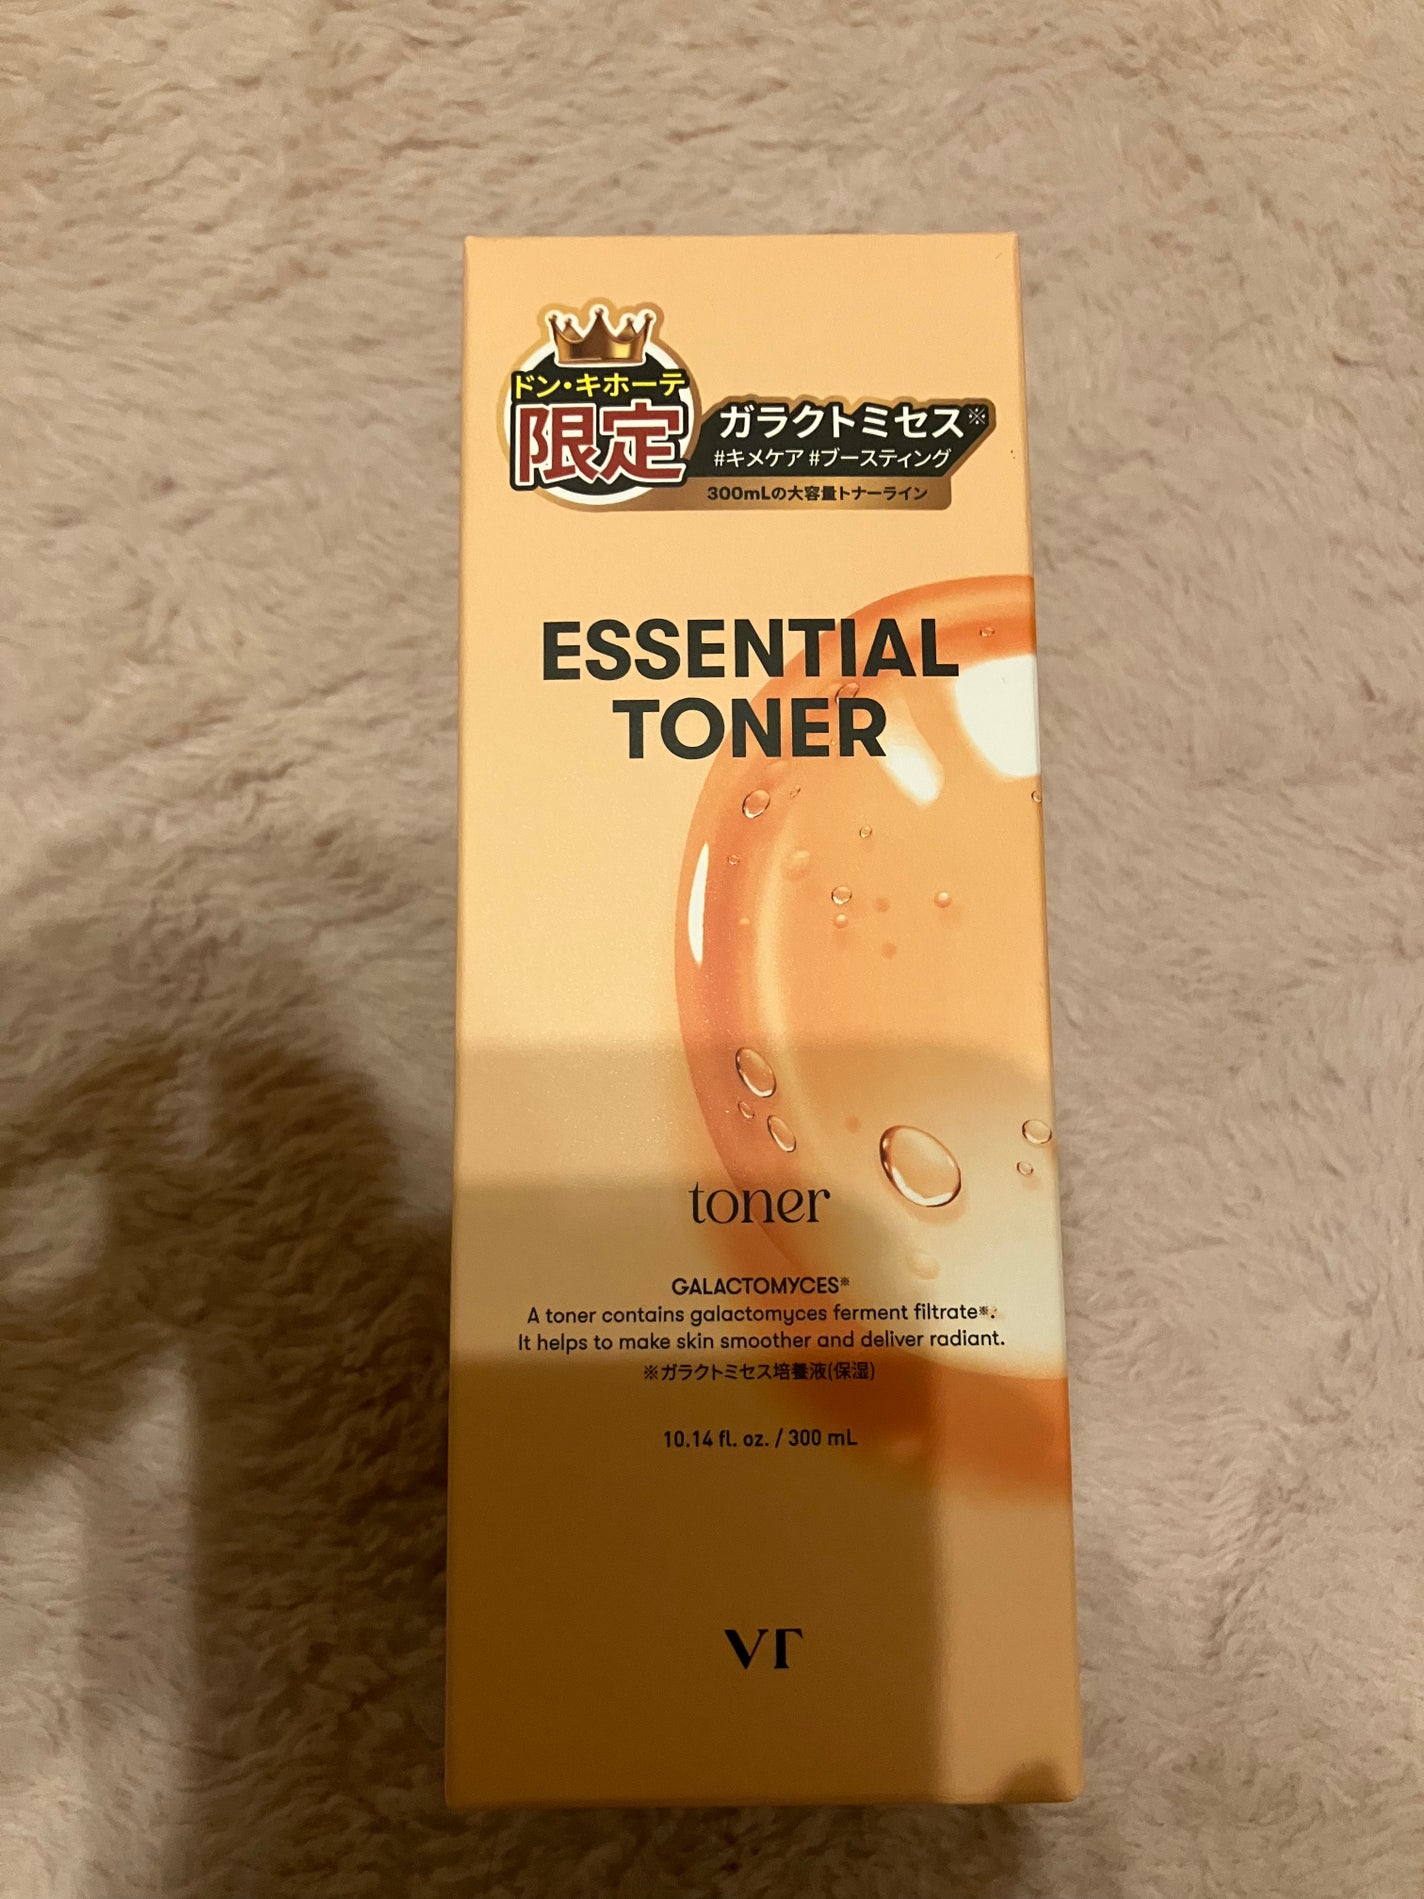 ドン・キホーテ
限定
ガラクトミセス※
#キメケア #ブースティング
300mLの大容量トナーライン
ESSENTIAL
TONER
toner
GALACTOMYCES※
A toner contains galactomyces ferment filtrate※.
It helps to make skin smoother and deliver radiant.
※ガラクトミセス培養液(保湿)
10.14 fl. oz. / 300 mL
VT